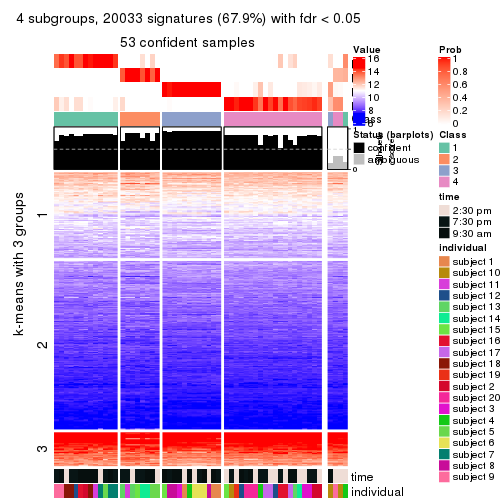 4 subgroups, 20033 signatures (67.9%) with fdr < 0.05
53 confident samples
k-means with 3 groups
1
2
3
time
individual
Value
16
14
12
10
8
6
Status (barplots)
confident
ambiguous
1
0
Prob
1
0.8
0.6
0.4
0.2
0
Class
1
2
3
4
time
2:30 pm
7:30 pm
9:30 am
individual
subject 1
subject 10
subject 11
subject 12
subject 13
subject 14
subject 15
subject 16
subject 17
subject 18
subject 19
subject 2
subject 20
subject 3
subject 4
subject 5
subject 6
subject 7
subject 8
subject 9